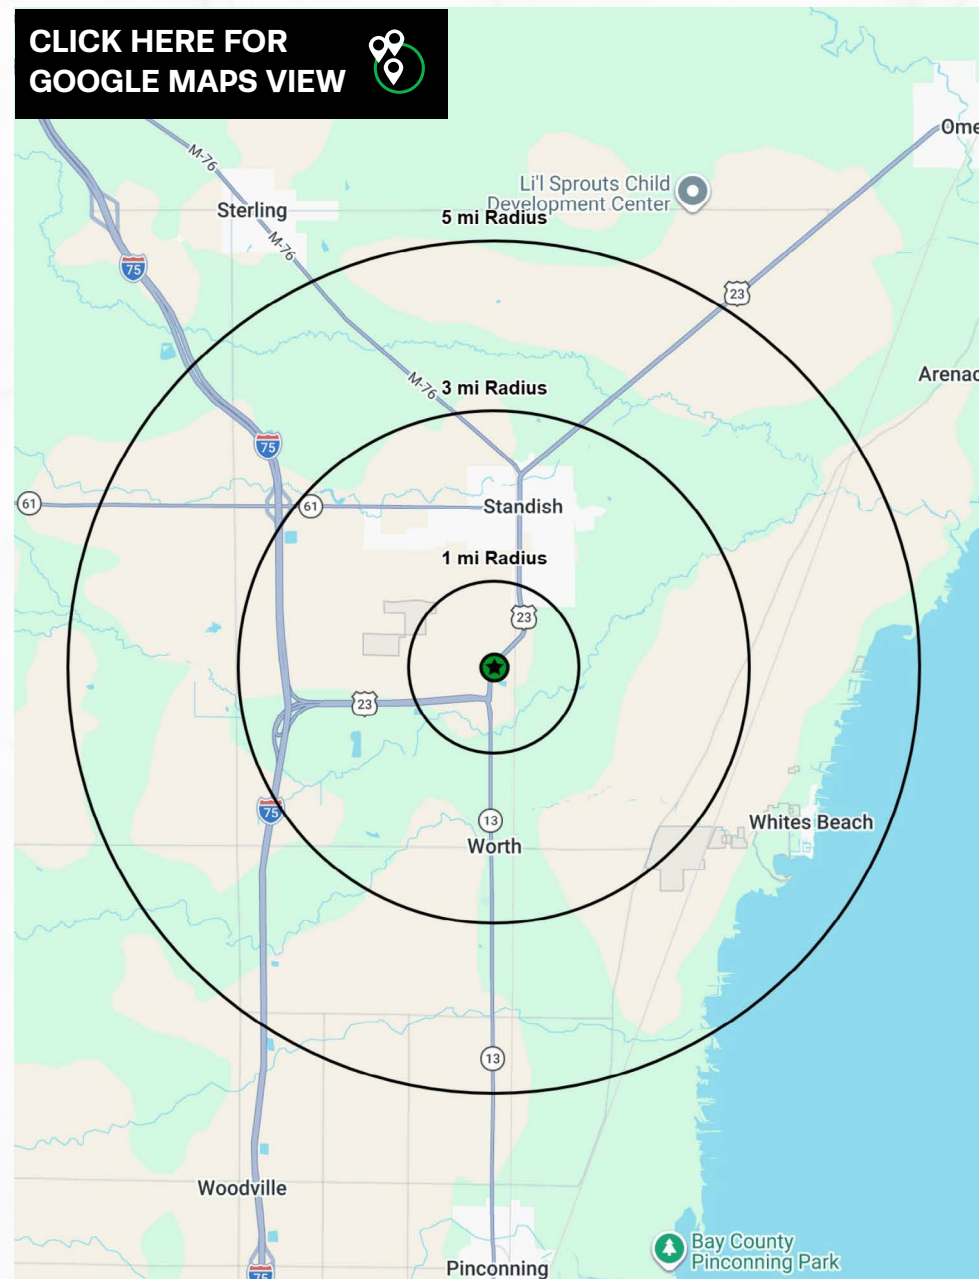 CLICK HERE FOR
GOOGLE MAPS VIEW
Ome
M-76
Li'l Sprouts Child
Development Center
Sterling
5 mi Radius
M-76
75
23
Arenac
M-76
3 mi Radius
75
61
61
Standish
1 mi Radius
23
23
75
13
Whites Beach
Worth
13
Woodville
Bay County
Pinconning Park
Pinconning
75